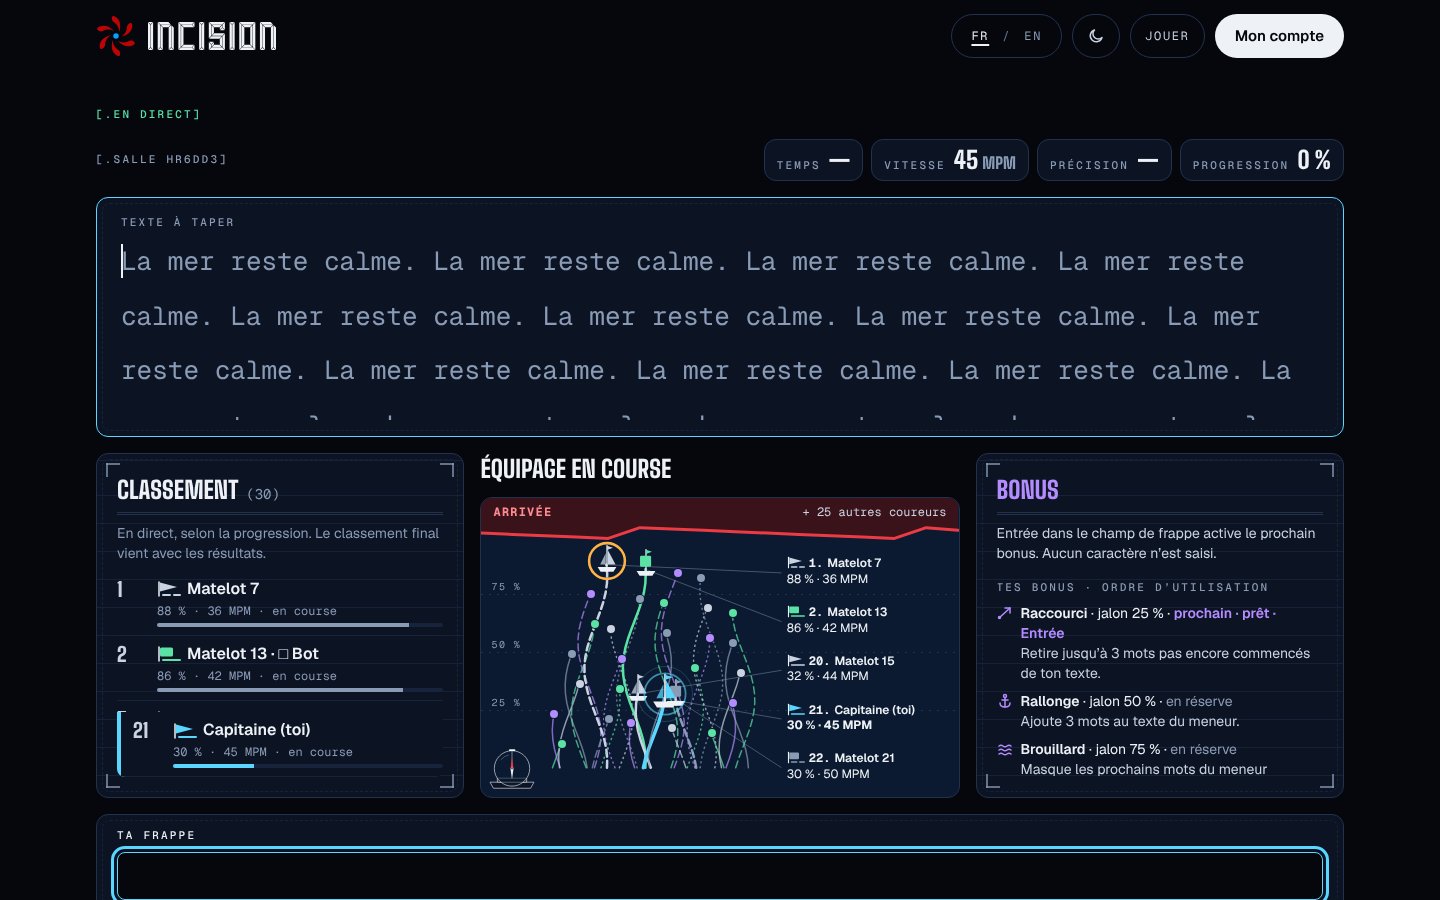 INCISION
FR / EN
JOUER
Mon compte
[.EN DIRECT]
[.SALLE HR6DD3]
TEMPS —
VITESSE 45 MPM
PRÉCISION —
PROGRESSION 0 %
TEXTE À TAPER
La mer reste calme. La mer reste calme. La mer reste calme. La mer reste
calme. La mer reste calme. La mer reste calme. La mer reste calme. La mer
reste calme. La mer reste calme. La mer reste calme. La mer reste calme. La
CLASSEMENT (30)
En direct, selon la progression. Le classement final
vient avec les résultats.
1 Matelot 7
88 % · 36 MPM · en course
2 Matelot 13 · □ Bot
86 % · 42 MPM · en course
21 Capitaine (toi)
30 % · 45 MPM · en course
ÉQUIPAGE EN COURSE
ARRIVÉE
+ 25 autres coureurs
75 %
50 %
25 %
1. Matelot 7
88 % · 36 MPM
2. Matelot 13
86 % · 42 MPM
20. Matelot 15
32 % · 44 MPM
21. Capitaine (toi)
30 % · 45 MPM
22. Matelot 21
30 % · 50 MPM
BONUS
Entrée dans le champ de frappe active le prochain
bonus. Aucun caractère n'est saisi.
TES BONUS · ORDRE D'UTILISATION
Raccourci · jalon 25 % · prochain · prêt ·
Entrée
Retire jusqu'à 3 mots pas encore commencés
de ton texte.
Rallonge · jalon 50 % · en réserve
Ajoute 3 mots au texte du meneur.
Brouillard · jalon 75 % · en réserve
Masque les prochains mots du meneur
TA FRAPPE